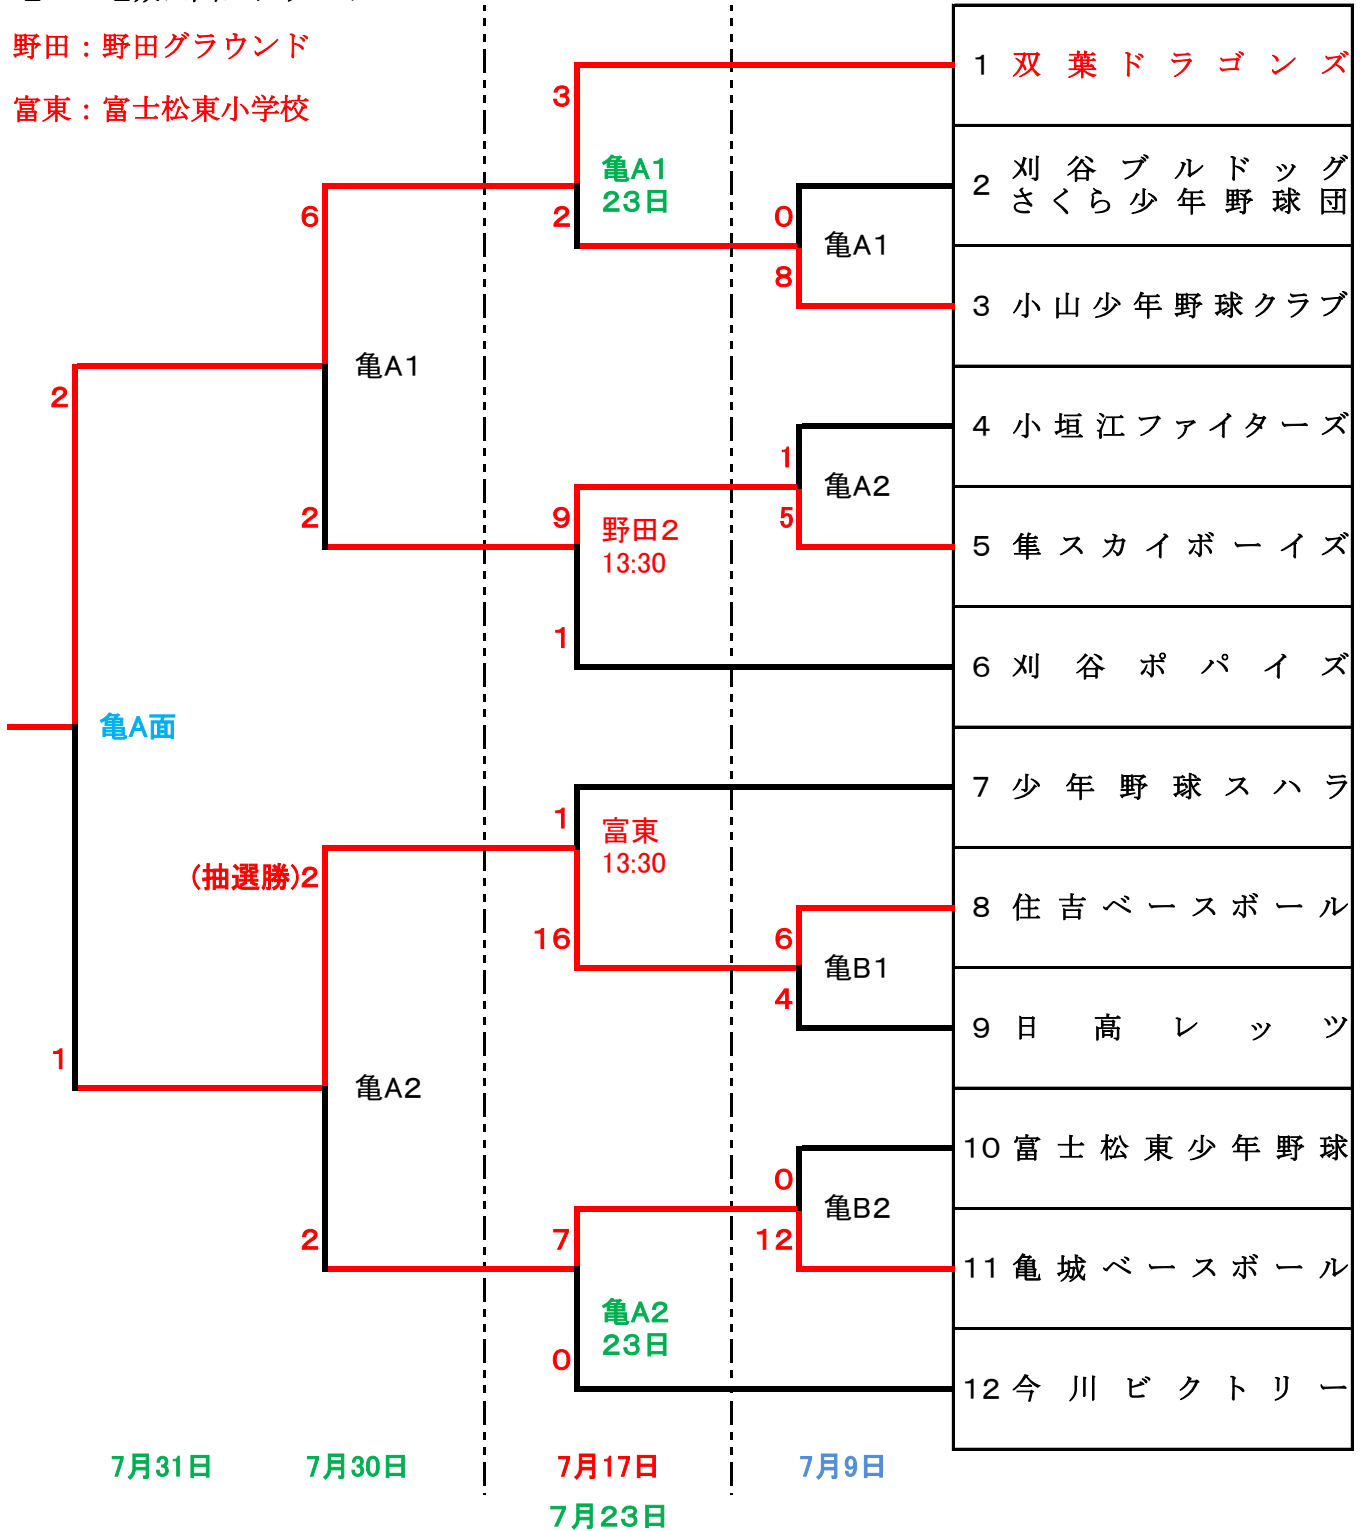 野田：野田グラウンド
富東：富士松東小学校
1 双葉ドラゴンズ
3
亀A1
23日
2 刈谷ブルドッグ
さくら少年野球団
6
2
0
亀A1
8
3 小山少年野球クラブ
亀A1
2
4 小垣江ファイターズ
1
亀A2
2
9
野田2
13:30
5
5 隼スカイボーイズ
1
6 刈谷ポパイズ
亀A面
7 少年野球スハラ
1
富東
13:30
(抽選勝)2
8 住吉ベースボール
16
6
亀B1
4
9 日高レッツ
1
亀A2
10 富士松東少年野球
0
亀B2
2
7
12
11 亀城ベースボール
亀A2
23日
0
12 今川ビクトリー
7月31日
7月30日
7月17日
7月9日
7月23日